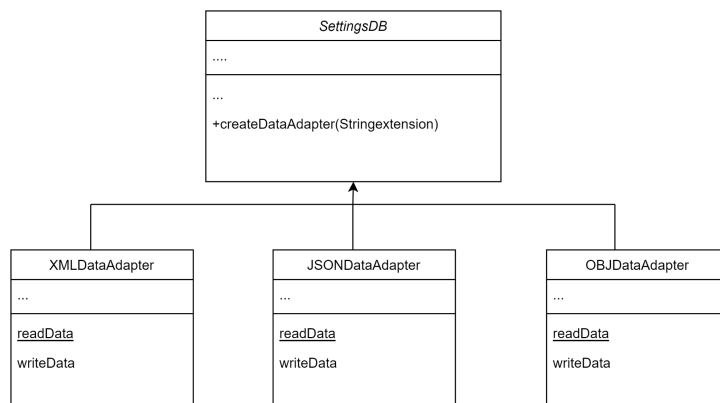 SettingsDB
....
...
+createDataAdapter(Stringextension)
XMLDataAdapter
...
readData
writeData
JSONDataAdapter
...
readData
writeData
OBJDataAdapter
...
readData
writeData